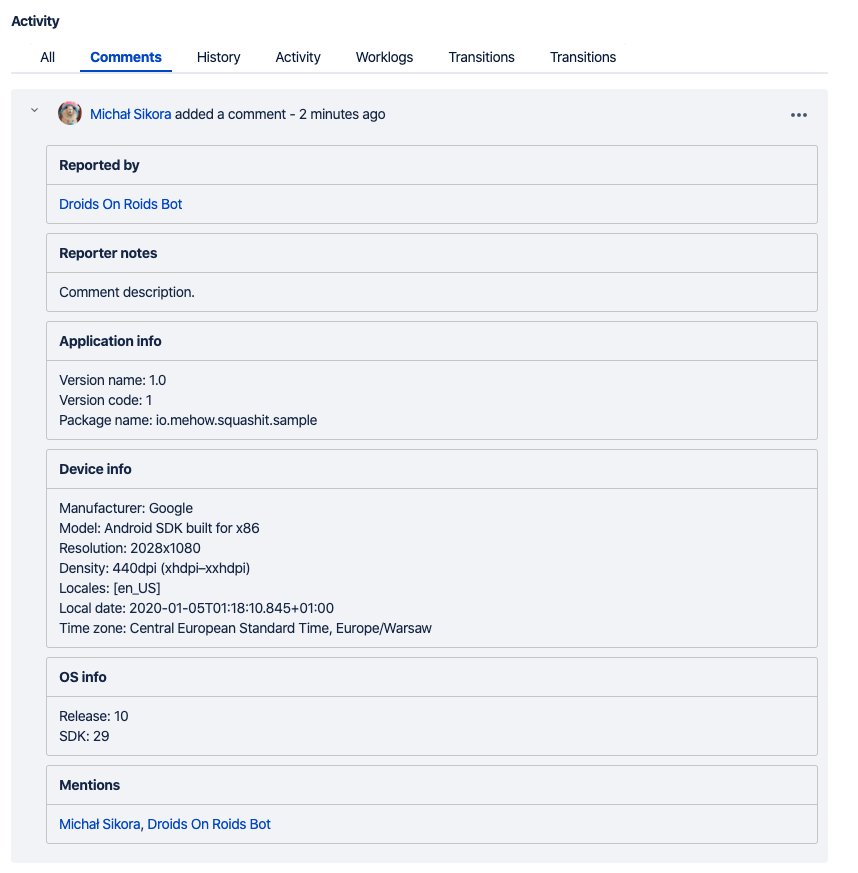 Activity
All Comments History Activity Worklogs Transitions Transitions
Michał Sikora added a comment - 2 minutes ago
Reported by
Droids On Roids Bot
Reporter notes
Comment description.
Application info
Version name: 1.0
Version code: 1
Package name: io.mehow.squashit.sample
Device info
Manufacturer: Google
Model: Android SDK built for x86
Resolution: 2028x1080
Density: 440dpi (xhdpi–xxhdpi)
Locales: [en_US]
Local date: 2020-01-05T01:18:10.845+01:00
Time zone: Central European Standard Time, Europe/Warsaw
OS info
Release: 10
SDK: 29
Mentions
Michał Sikora, Droids On Roids Bot